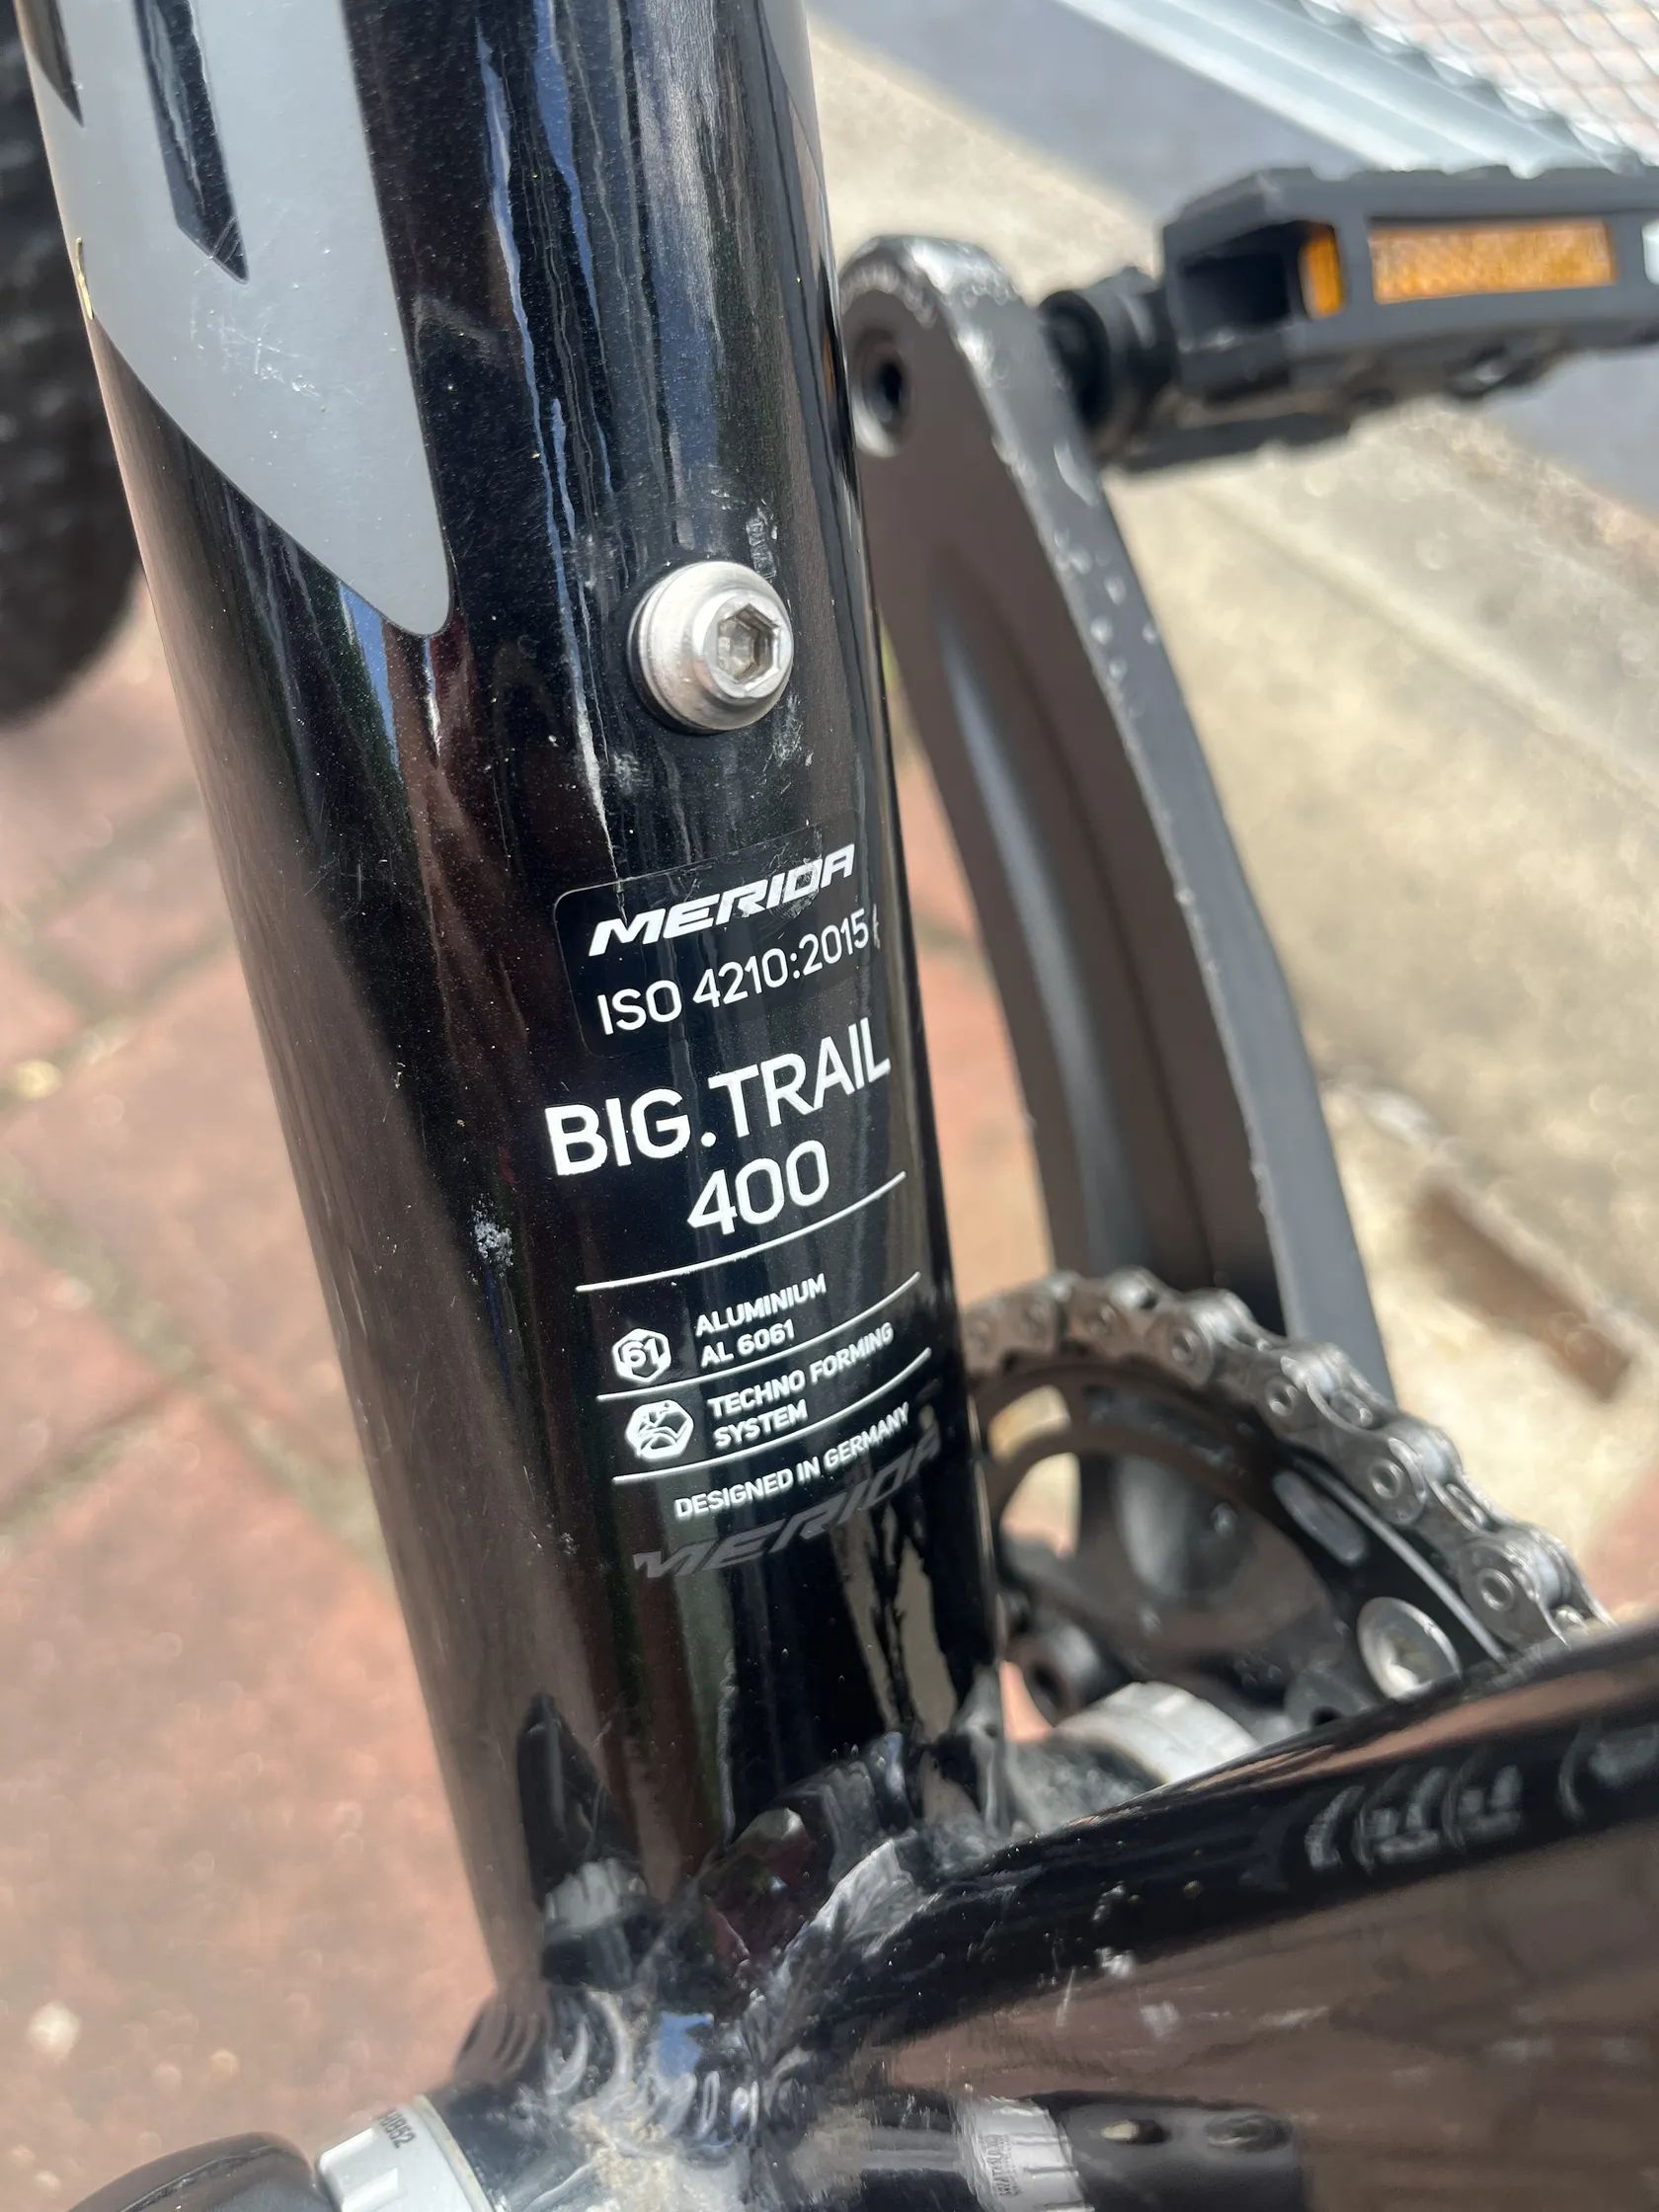 MERIDA
ISO 4210:2015
BIG.TRAIL
400
61
ALUMINIUM
AL 6061
TECHNO FORMING
SYSTEM
DESIGNED IN GERMANY
MERIDA